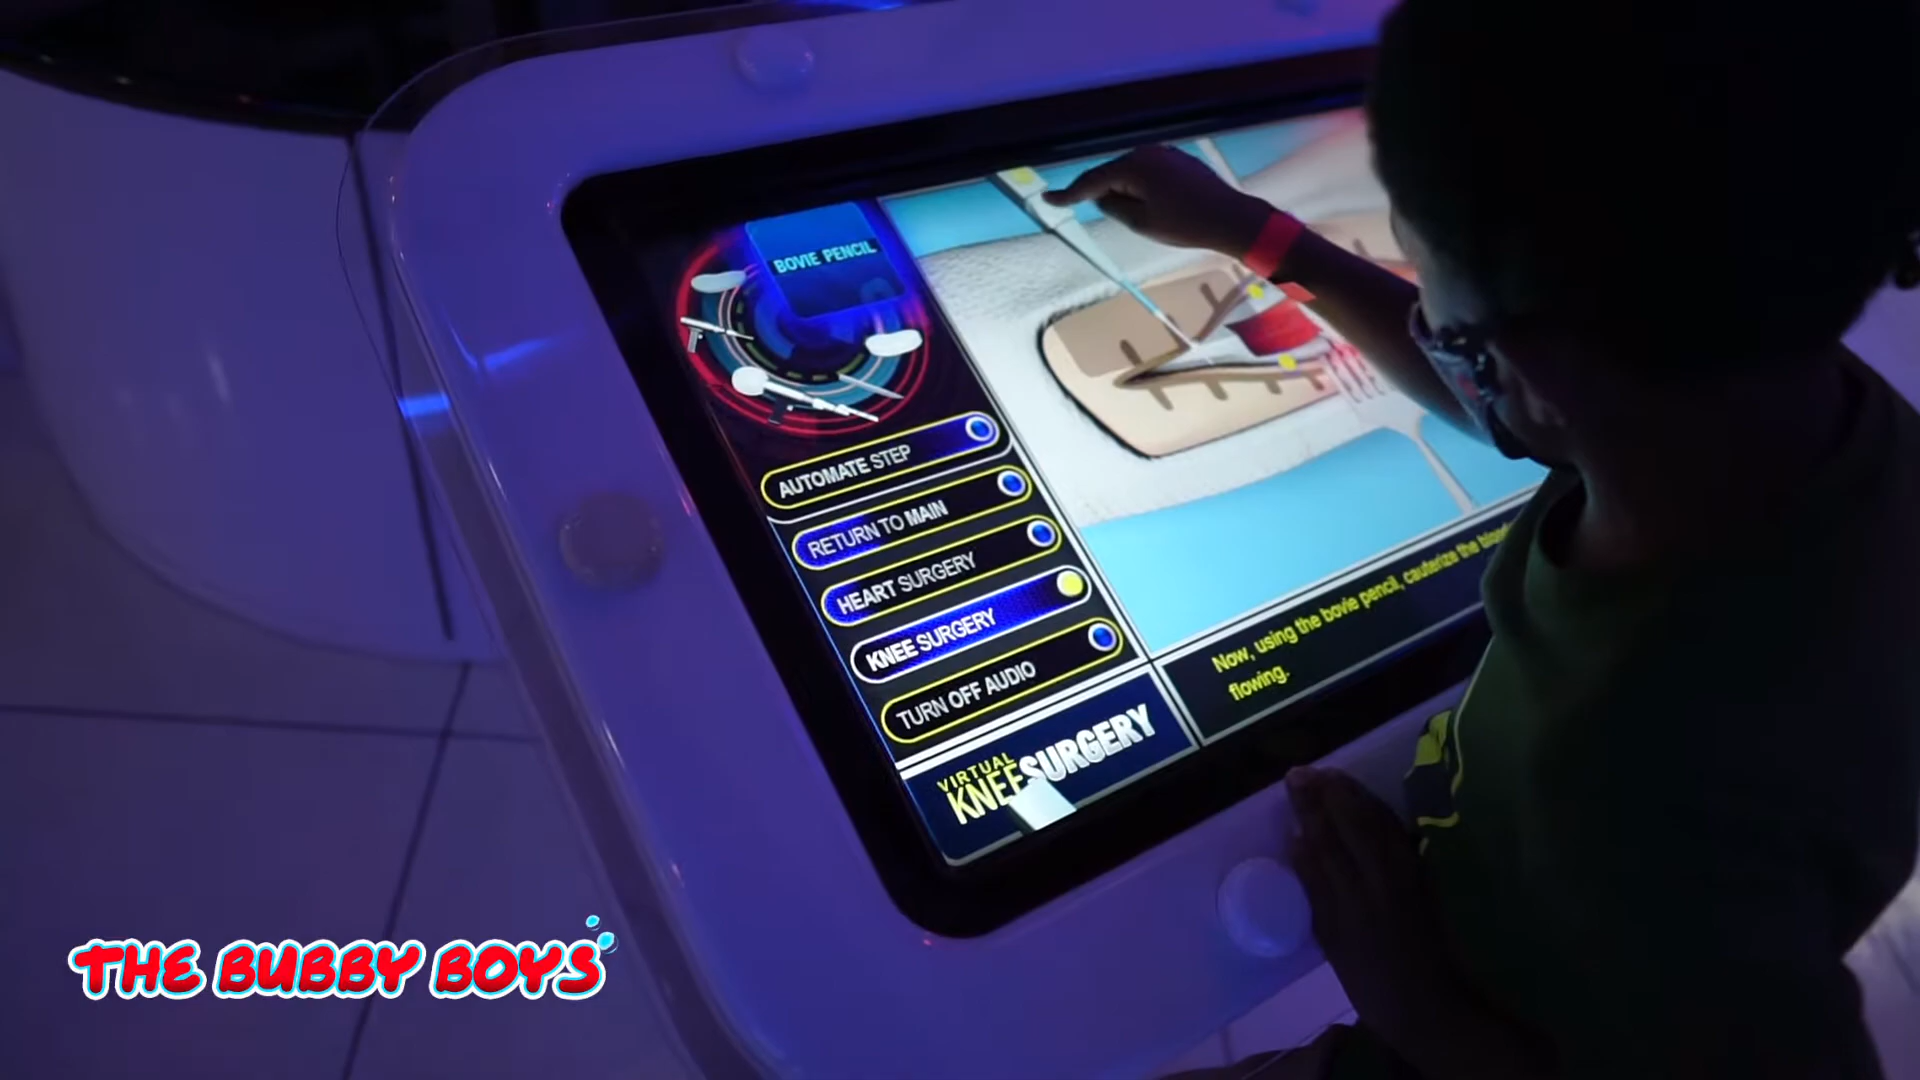 BOVIE PENCIL
AUTOMATE STEP
RETURN TO MAIN
HEART SURGERY
KNEE SURGERY
TURN OFF AUDIO
VIRTUAL
KNEE SURGERY
Now, using the bovie pencil, cauterize the
flowing.
THE BUBBY BOYS